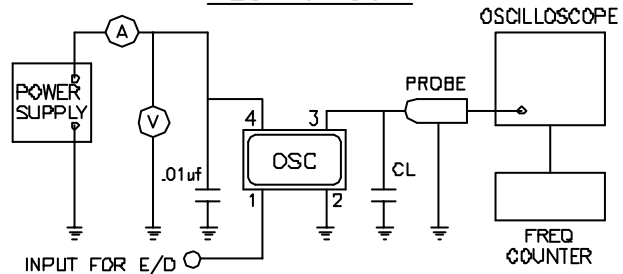 OSCILLOSCOPE
A
POWER
SUPPLY
PROBE
V
4
3
OSC
.01uf
CL
1
2
INPUT FOR E/D
FREQ
COUNTER